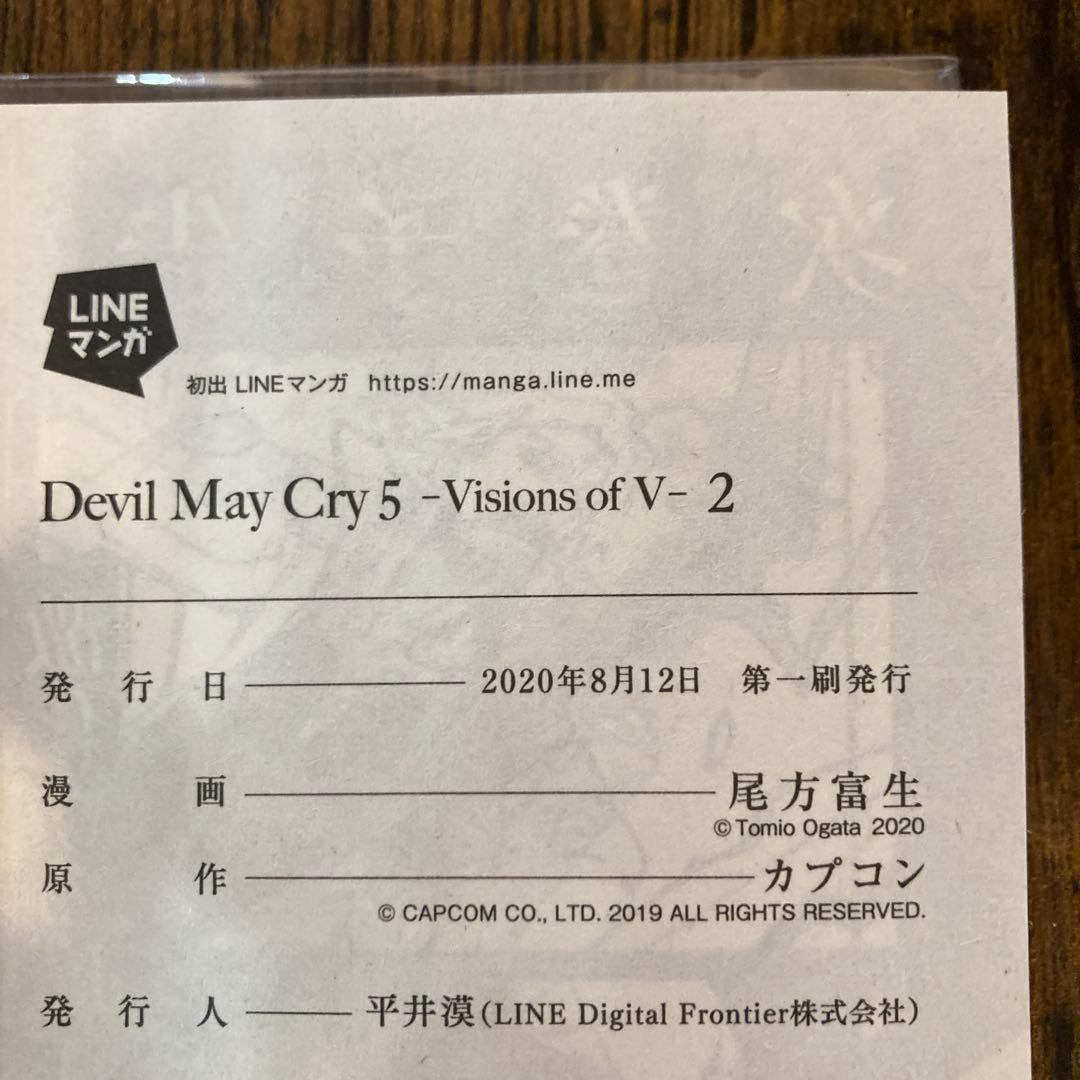 LINE
マンガ
初出 LINEマンガ https://manga.line.me
Devil May Cry 5 -Visions of V- 2
発行日 2020年8月12日 第一刷発行
漫画 尾方富生
© Tomio Ogata 2020
原作 カプコン
© CAPCOM CO., LTD. 2019 ALL RIGHTS RESERVED.
発行人 平井漠(LINE Digital Frontier株式会社)